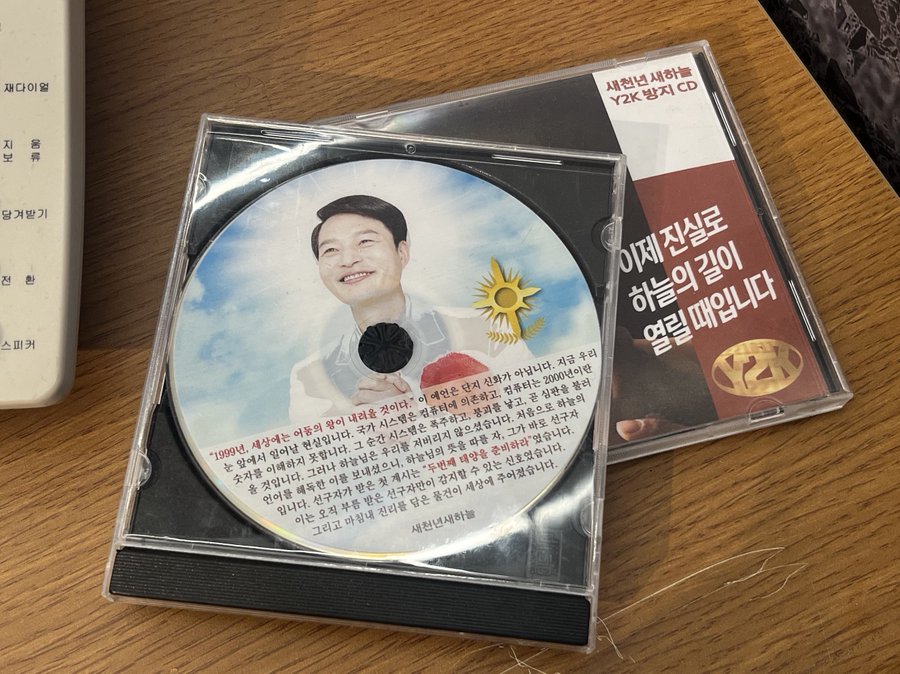 재다이얼
지 움
보 류
당겨받기
전 환
스피커
새천년 새하늘
Y2K 방지 CD
이제 진실로
하늘의 길이
열릴 때입니다
Y2K
"1999년, 세상에는 어둠의 왕이 내려올 것이다." 이 예언은 단지 신화가 아닙니다. 지금 우리
눈 앞에서 일어날 현실입니다. 국가 시스템은 컴퓨터에 의존하고, 컴퓨터는 2000년이란
숫자를 이해하지 못합니다. 그 순간 시스템은 폭주하고, 붕괴를 낳고, 곧 심판을 불러
올 것입니다. 그러나 하늘님은 우리를 저버리지 않으셨습니다. 처음으로 하늘의
언어를 해독한 이를 보내셨으니, 하늘님의 뜻을 따를 자, 그가 바로 선구자
입니다. 선구자가 받은 첫 계시는 "두번째 태양을 준비하라"였습니다.
이는 오직 부름 받은 선구자만이 감지할 수 있는 신호였습니다.
그리고 마침내 진리를 담은 물건이 세상에 주어졌습니다.
새천년새하늘